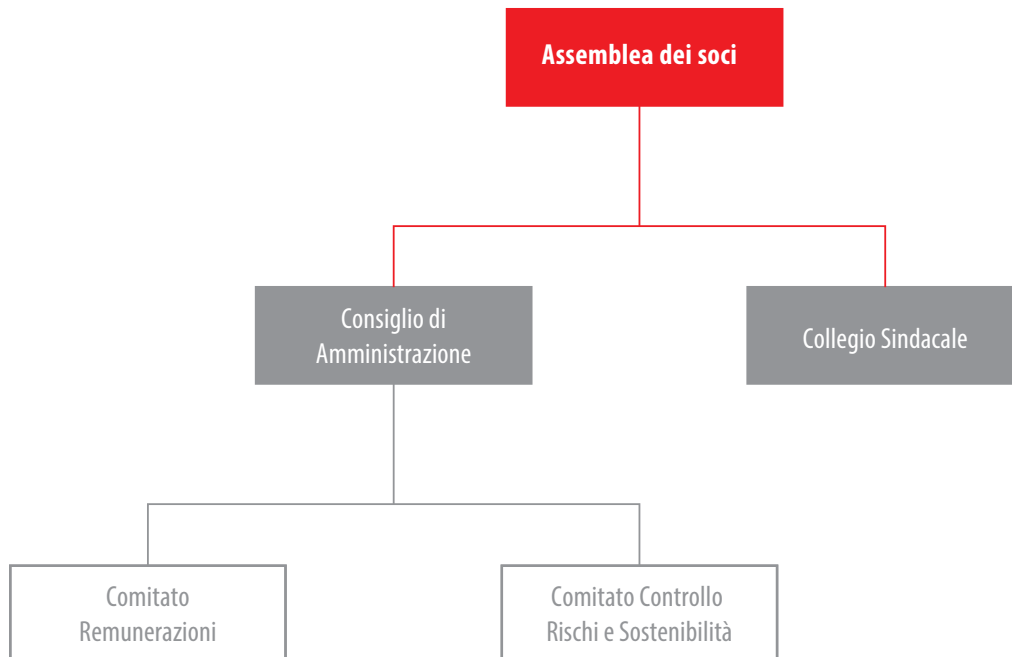 Assemblea dei soci
Consiglio di
Amministrazione
Collegio Sindacale
Comitato
Remunerazioni
Comitato Controllo
Rischi e Sostenibilità